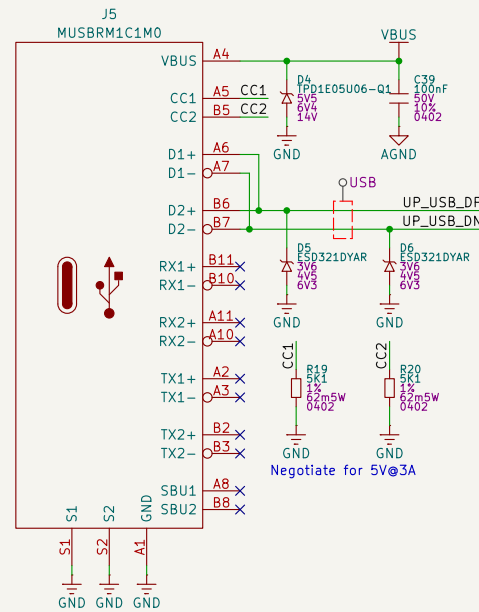 J5
MUSBRM1C1M0
VBUS A4
VBUS
CC1 A5 CC1
CC2 B5 CC2
D4
TPD1E05U06-Q1
5V5
6V4
14V
GND
C39
100nF
50V
10%
0402
AGND
D1+ A6
D1- A7
USB
D2+ B6
UP_USB_DP
D2- B7
UP_USB_DN
D5
ESD321DYAR
3V6
4V5
6V3
GND
D6
ESD321DYAR
3V6
4V5
6V3
GND
RX1+ B11
RX1- B10
RX2+ A11
RX2- A10
CC1
R19
5K1
1%
62m5W
0402
GND
CC2
R20
5K1
1%
62m5W
0402
GND
TX1+ A2
TX1- A3
TX2+ B2
TX2- B3
Negotiate for 5V@3A
SBU1 A8
SBU2 B8
S1 S2 GND
S1 S2 A1
GND GND GND